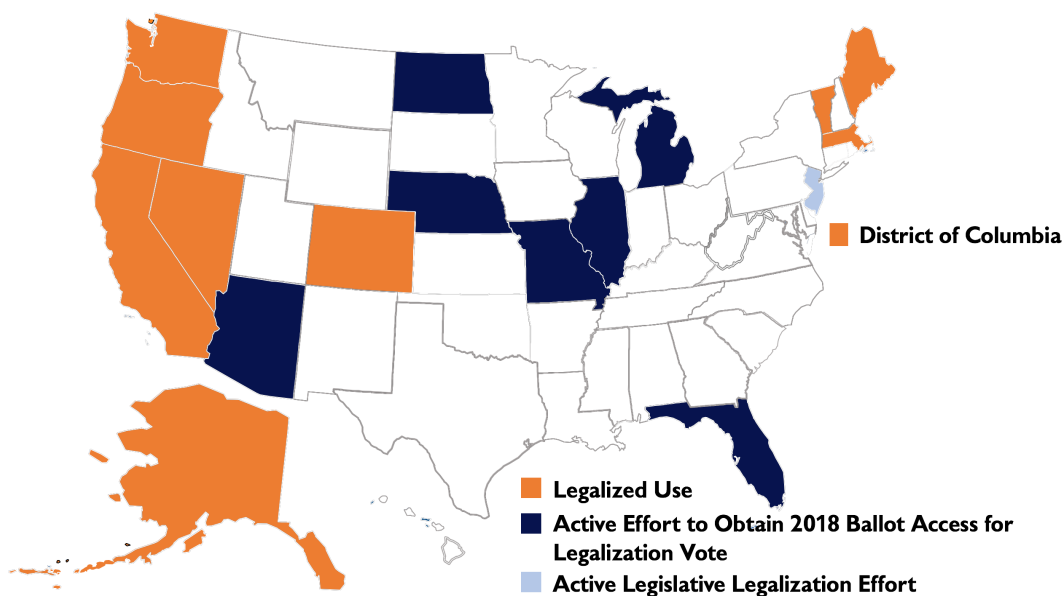 District of Columbia
Legalized Use
Active Effort to Obtain 2018 Ballot Access for
Legalization Vote
Active Legislative Legalization Effort